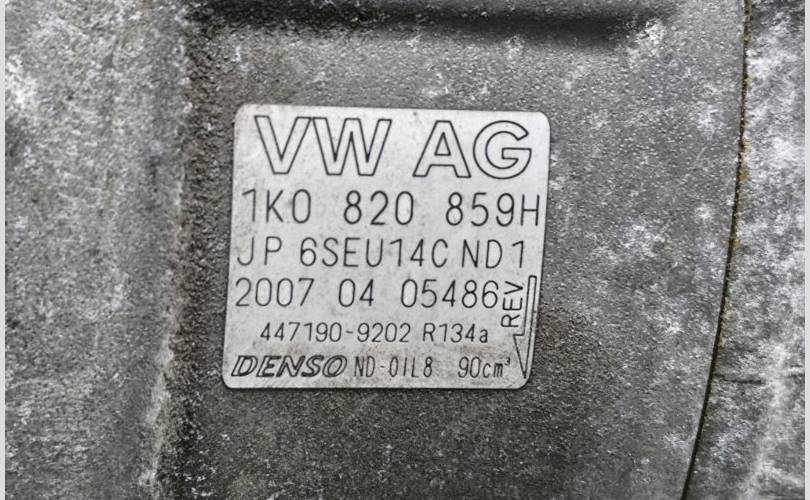 VW AG
1K0 820 859H
JP 6SEU14C ND1
2007 04 05486
REV
447190-9202 R134a
DENSO ND-OIL8 90cm³